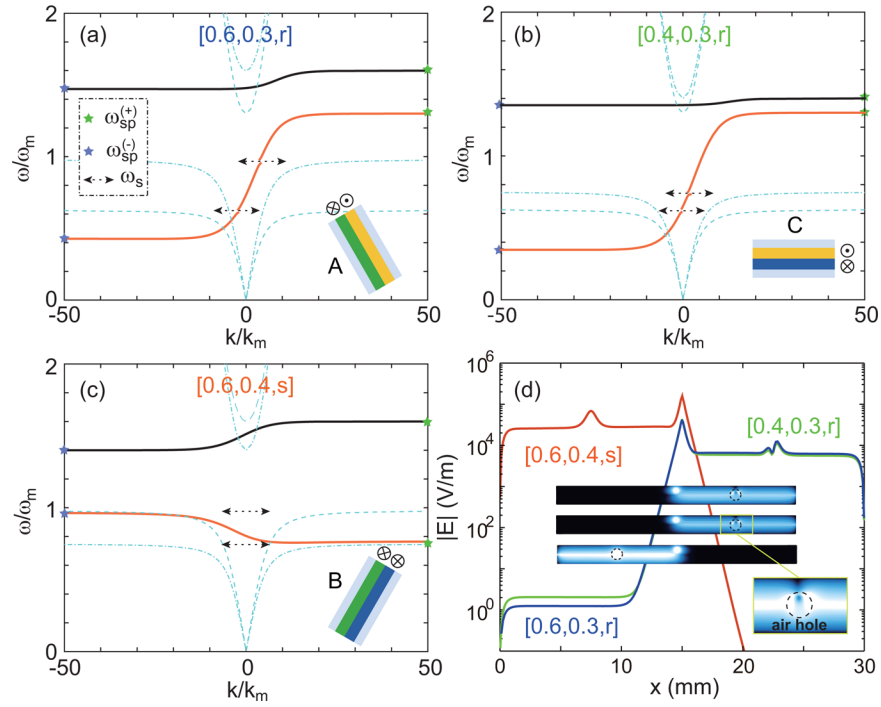 (a)
[0.6,0.3,r]
ω/ωm
2
1
0
ωsp(+)
ωsp(-)
ωs
A
-50
0
50
k/km
(b)
[0.4,0.3,r]
ω/ωm
2
1
0
C
-50
0
50
k/km
(c)
[0.6,0.4,s]
ω/ωm
2
1
0
B
-50
0
50
k/km
(d)
|E| (V/m)
10^6
10^4
10^2
10^0
[0.6,0.4,s]
[0.4,0.3,r]
[0.6,0.3,r]
air hole
0
10
20
30
x (mm)